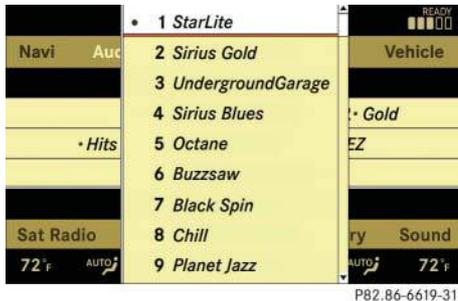 READY
• 1 StarLite
Navi Aud Vehicle
2 Sirius Gold
3 UndergroundGarage
4 Sirius Blues · Gold
• Hits 5 Octane EZ
6 Buzzsaw
7 Black Spin
Sat Radio 8 Chill ry Sound
72°F AUTO 9 Planet Jazz AUTO 72°F
P82.86-6619-31